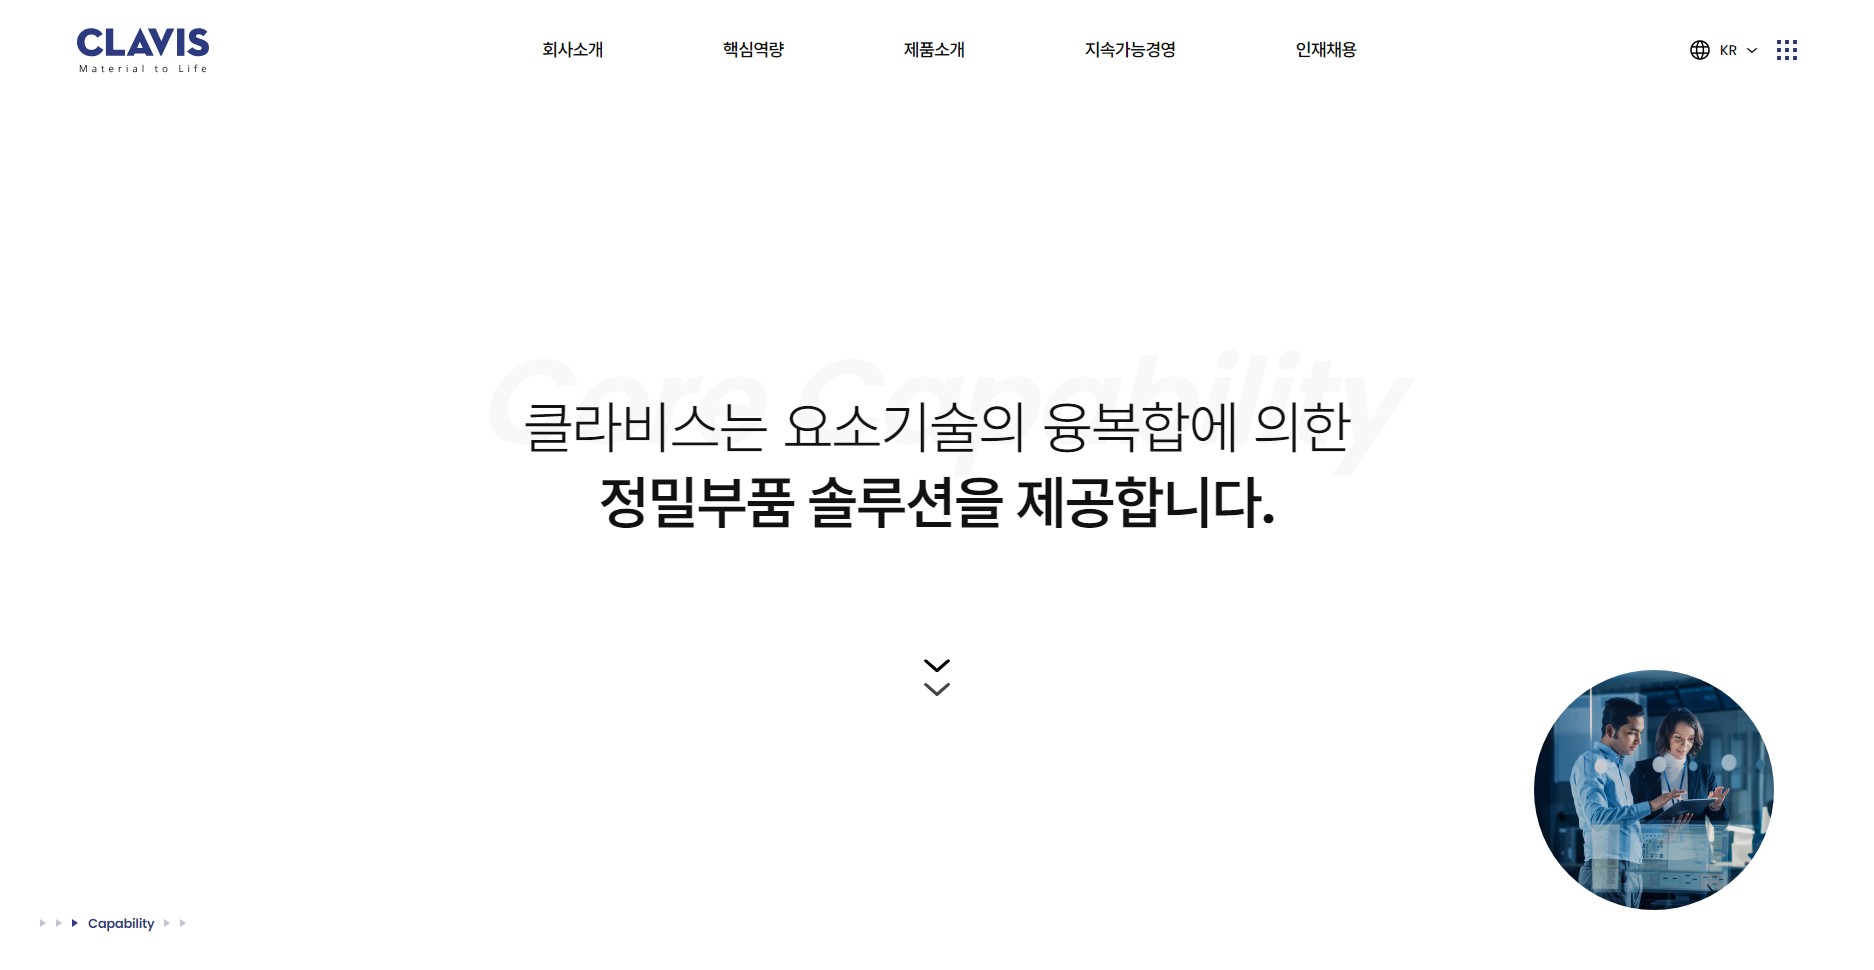 CLAVIS
Material to Life
회사소개
핵심역량
제품소개
지속가능경영
인재채용
KR
Core Capability
클라비스는 요소기술의 융복합에 의한
정밀부품 솔루션을 제공합니다.
Capability